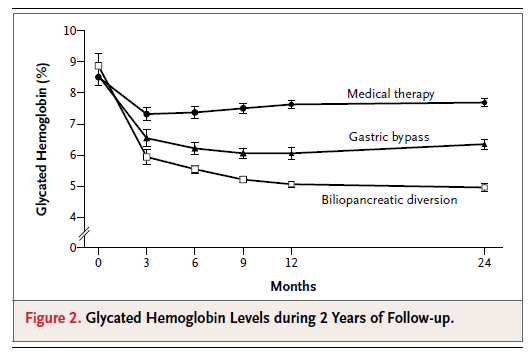 10
9
8
7
6
5
4
0
Glycated Hemoglobin (%)
Medical therapy
Gastric bypass
Biliopancreatic diversion
0 3 6 9 12 24
Months
Figure 2. Glycated Hemoglobin Levels during 2 Years of Follow-up.